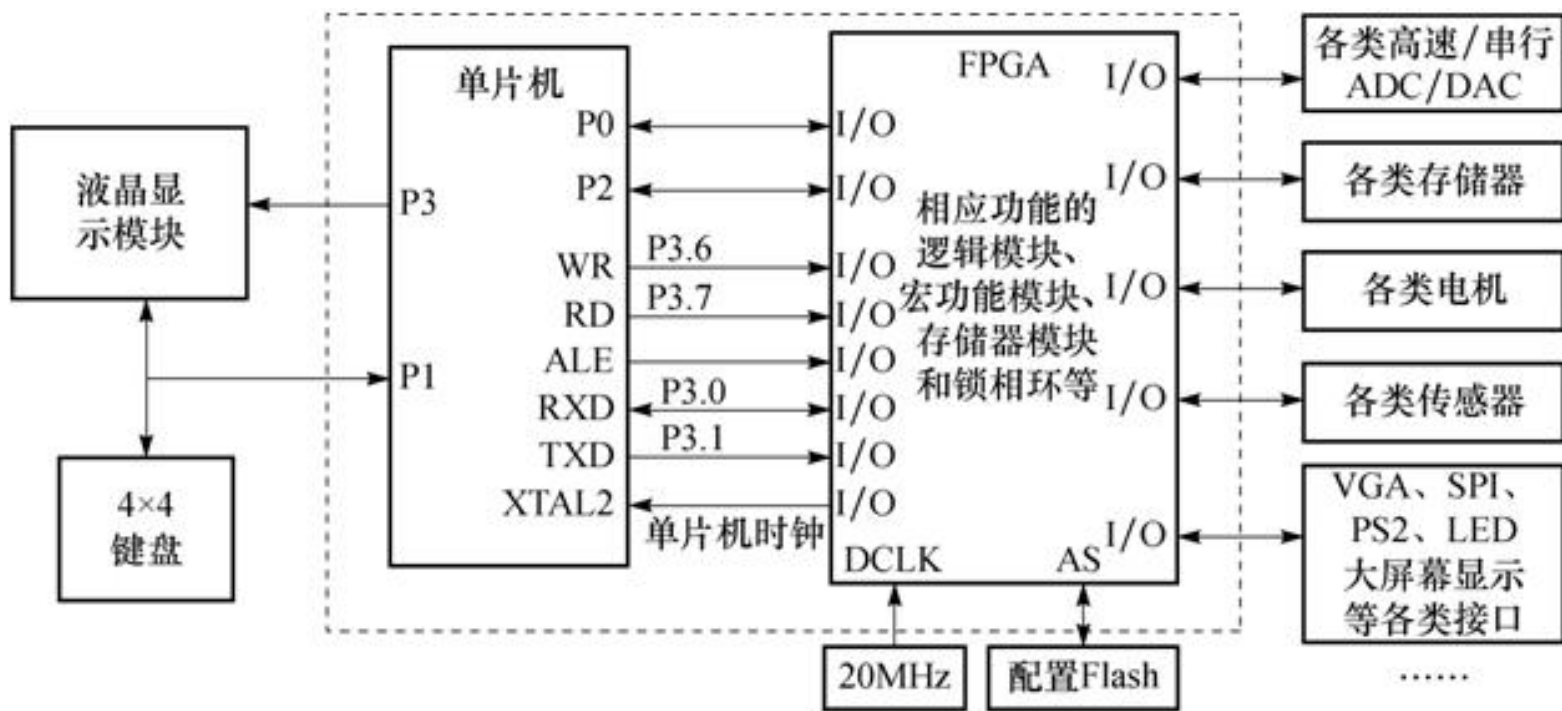 液晶显
示模块
4×4
键盘
单片机
P0
P2
P3
WR
RD
ALE
P1
RXD
TXD
XTAL2
P3.6
P3.7
P3.0
P3.1
单片机时钟
FPGA
I/O
I/O
I/O
I/O
I/O
I/O
I/O
I/O
相应功能的
逻辑模块、
宏功能模块、
存储器模块
和锁相环等
I/O
I/O
I/O
I/O
I/O
DCLK
AS
20MHz
配置Flash
各类高速/串行
ADC/DAC
各类存储器
各类电机
各类传感器
VGA、SPI、
PS2、LED
大屏幕显示
等各类接口
……